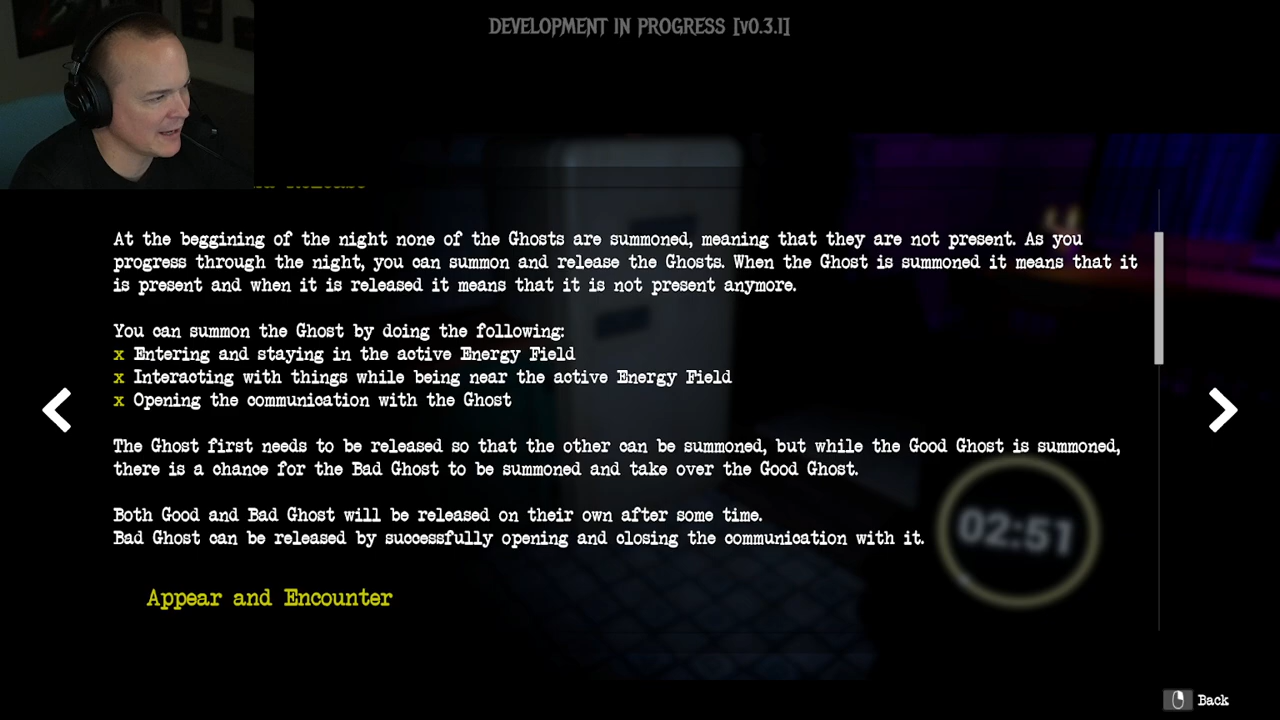 DEVELOPMENT IN PROGRESS [v0.3.1]
At the beggining of the night none of the Ghosts are summoned, meaning that they are not present. As you
progress through the night, you can summon and release the Ghosts. When the Ghost is summoned it means that it
is present and when it is released it means that it is not present anymore.
You can summon the Ghost by doing the following:
x Entering and staying in the active Energy Field
x Interacting with things while being near the active Energy Field
x Opening the communication with the Ghost
The Ghost first needs to be released so that the other can be summoned, but while the Good Ghost is summoned,
there is a chance for the Bad Ghost to be summoned and take over the Good Ghost.
Both Good and Bad Ghost will be released on their own after some time.
Bad Ghost can be released by successfully opening and closing the communication with it.
02:51
Appear and Encounter
Back